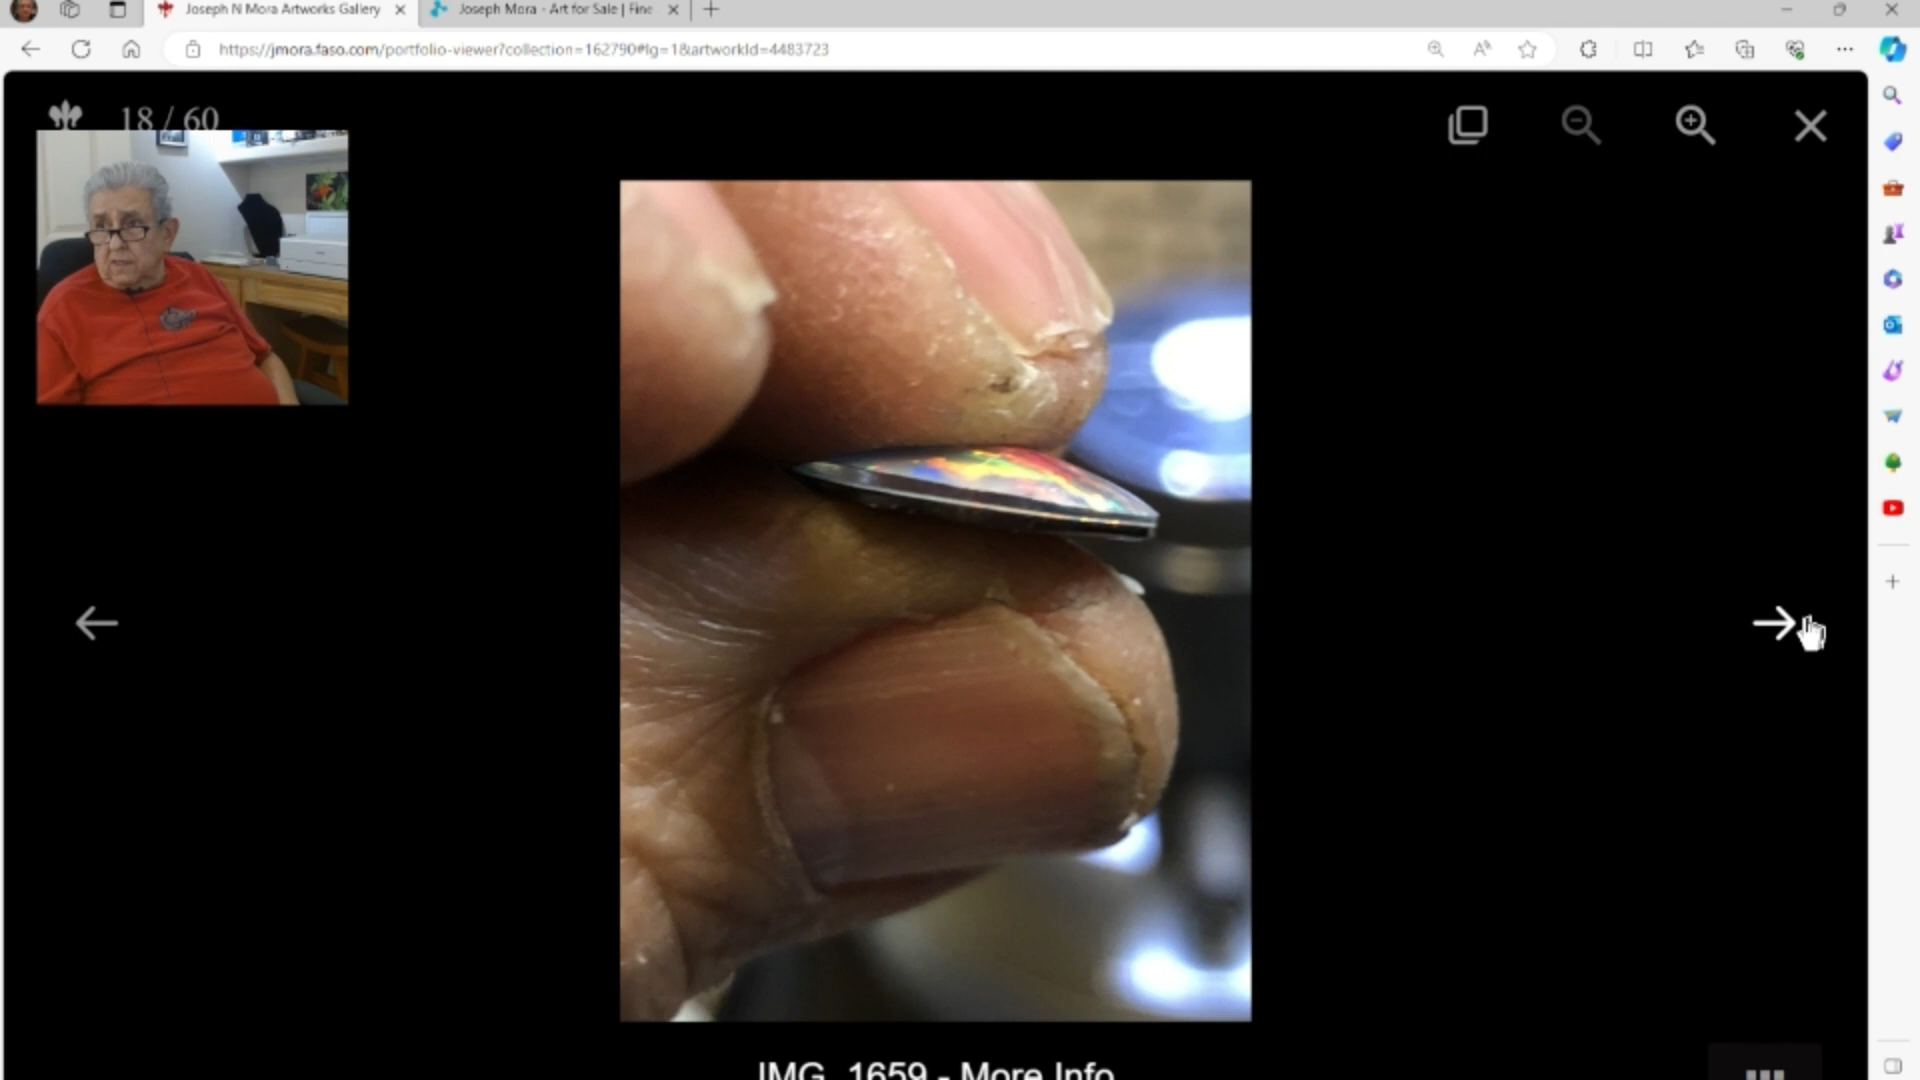 Joseph N Mora Artworks Gallery
Joseph Mora - Art for Sale | Fine
https://jmora.faso.com/portfolio-viewer?collection=162790#lg=1&artworkId=4483723
18 / 60
IMG_1659 - More Info